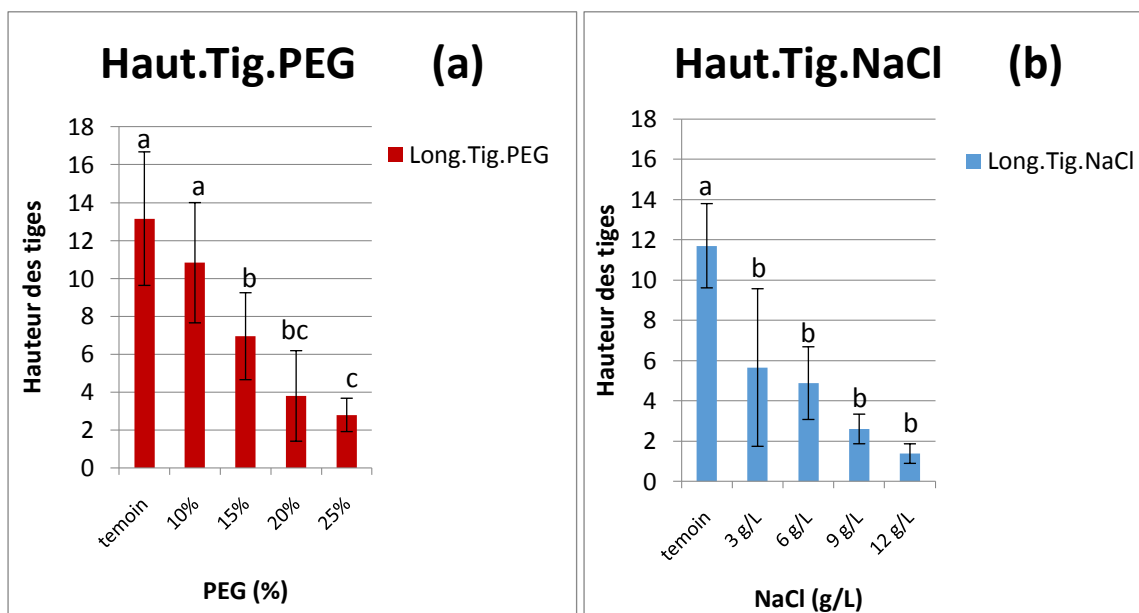 Haut.Tig.PEG (a)
Long.Tig.PEG
Hauteur des tiges
18
16
14
12
10
8
6
4
2
0
a
a
b
bc
c
temoin
10%
15%
20%
25%
PEG (%)
Haut.Tig.NaCl (b)
Long.Tig.NaCl
Hauteur des tiges
18
16
14
12
10
8
6
4
2
0
a
b
b
b
b
temoin
3 g/L
6 g/L
9 g/L
12 g/L
NaCl (g/L)